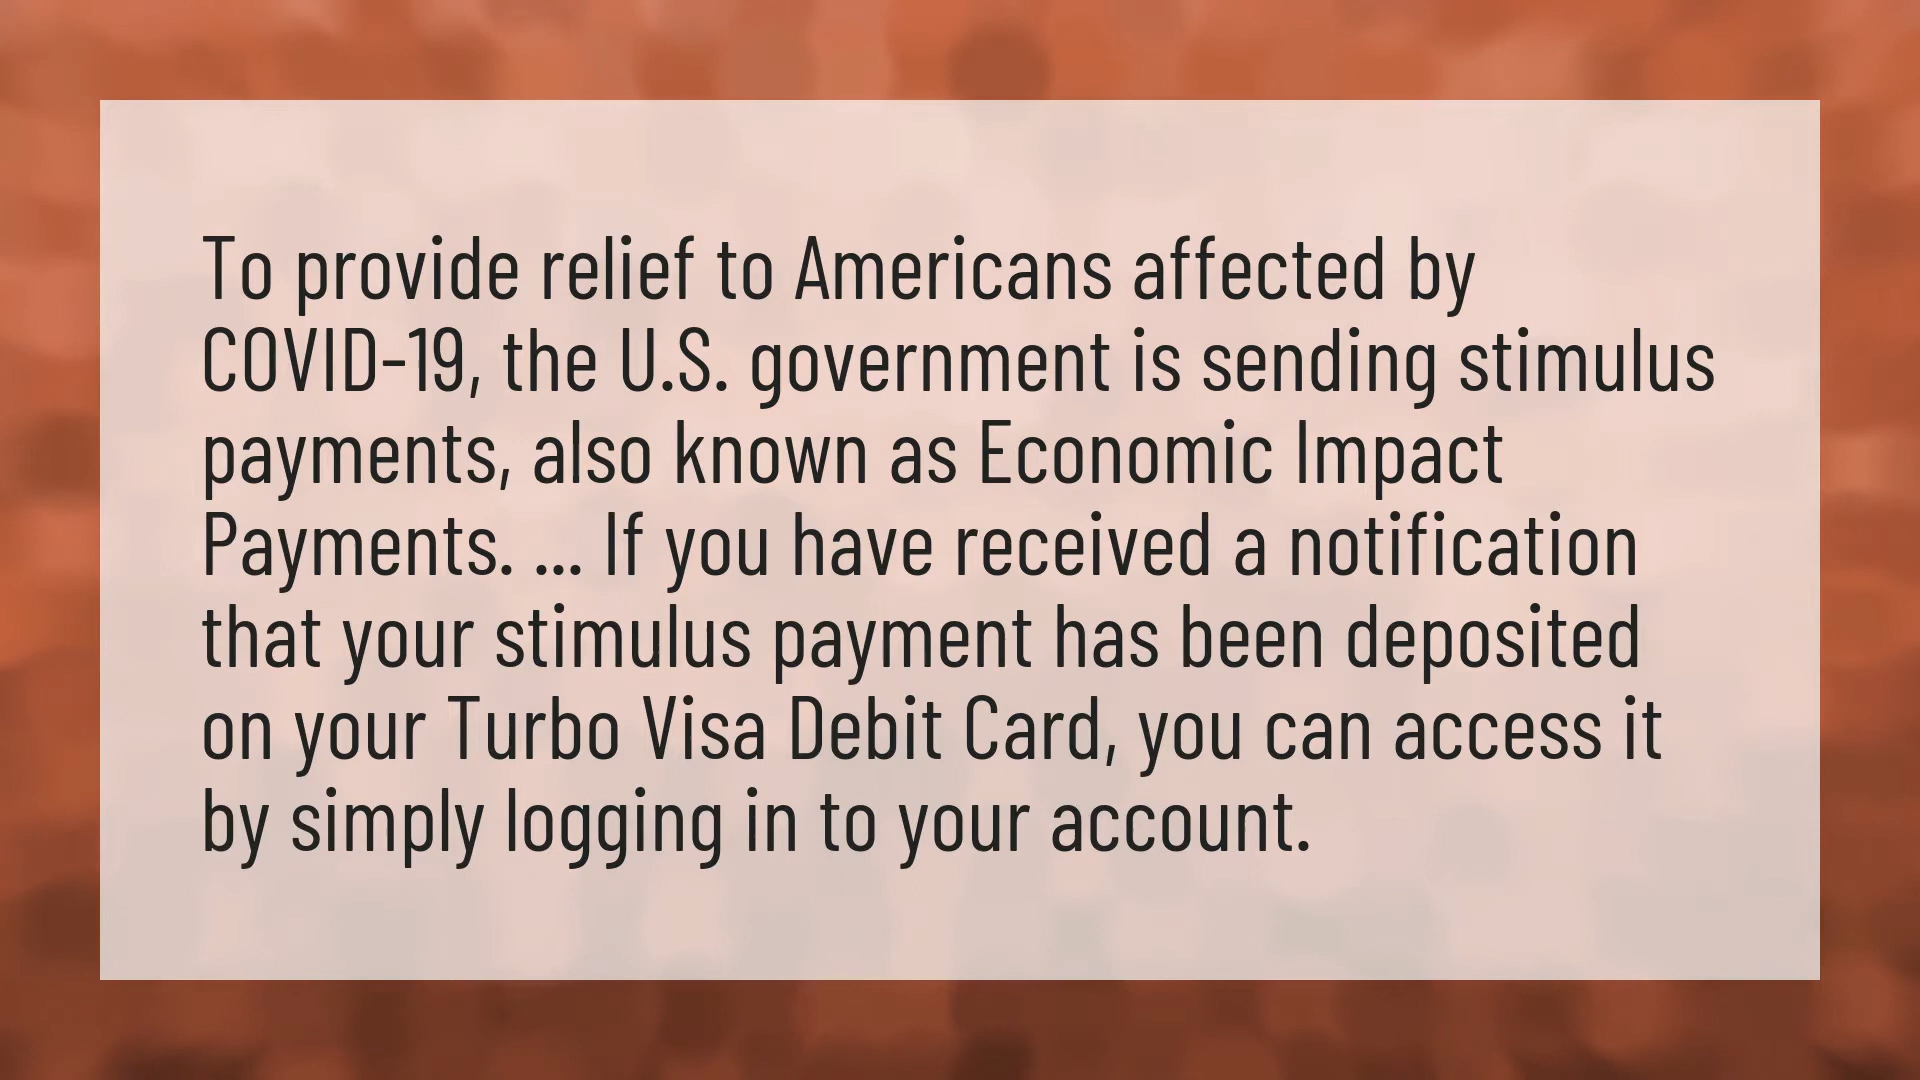 To provide relief to Americans affected by
COVID-19, the U.S. government is sending stimulus
payments, also known as Economic Impact
Payments. ... If you have received a notification
that your stimulus payment has been deposited
on your Turbo Visa Debit Card, you can access it
by simply logging in to your account.